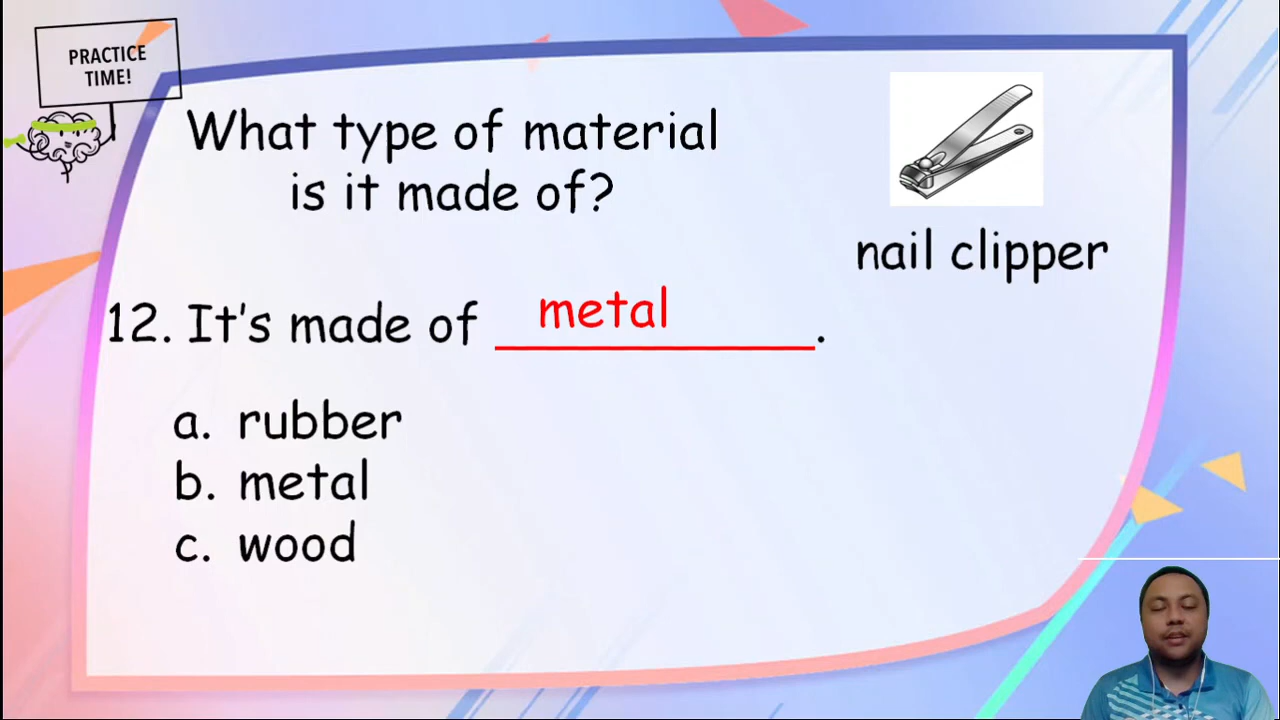 PRACTICE
TIME!
What type of material
is it made of?
nail clipper
12. It's made of metal.
a. rubber
b. metal
c. wood